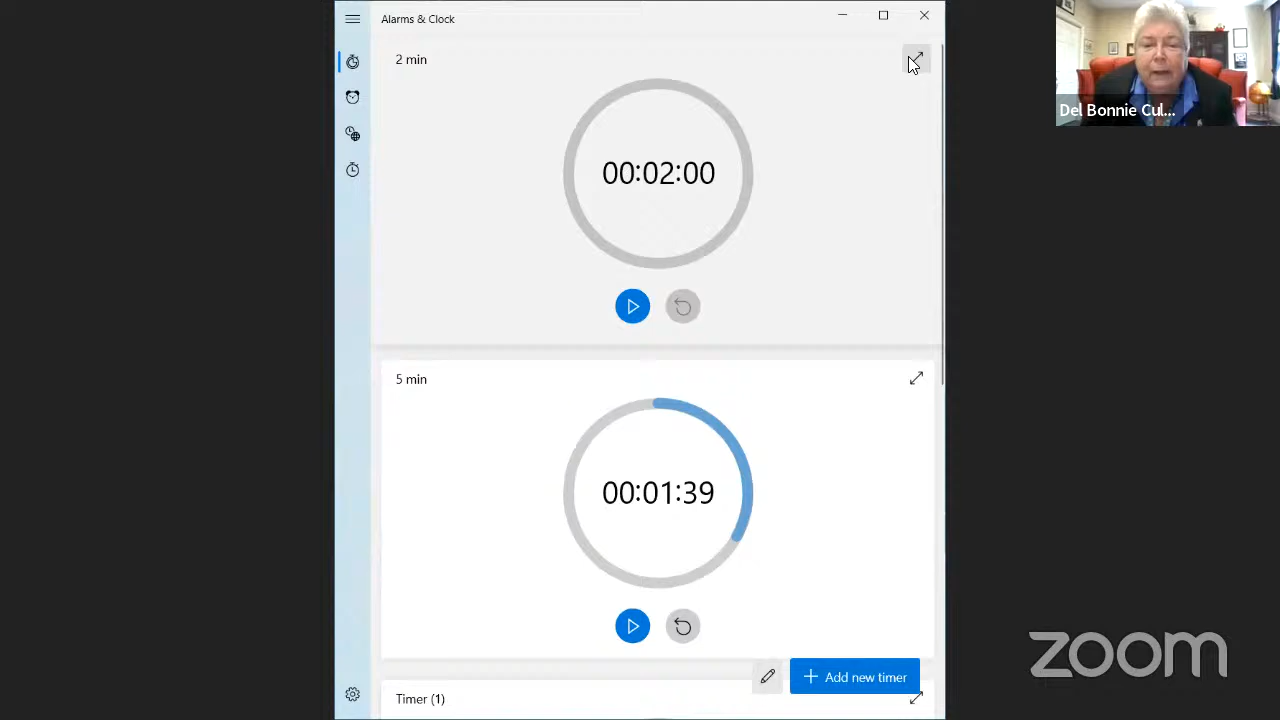 Alarms & Clock
2 min
00:02:00
5 min
00:01:39
Add new timer
Timer (1)
Del Bonnie Cul...
zoom